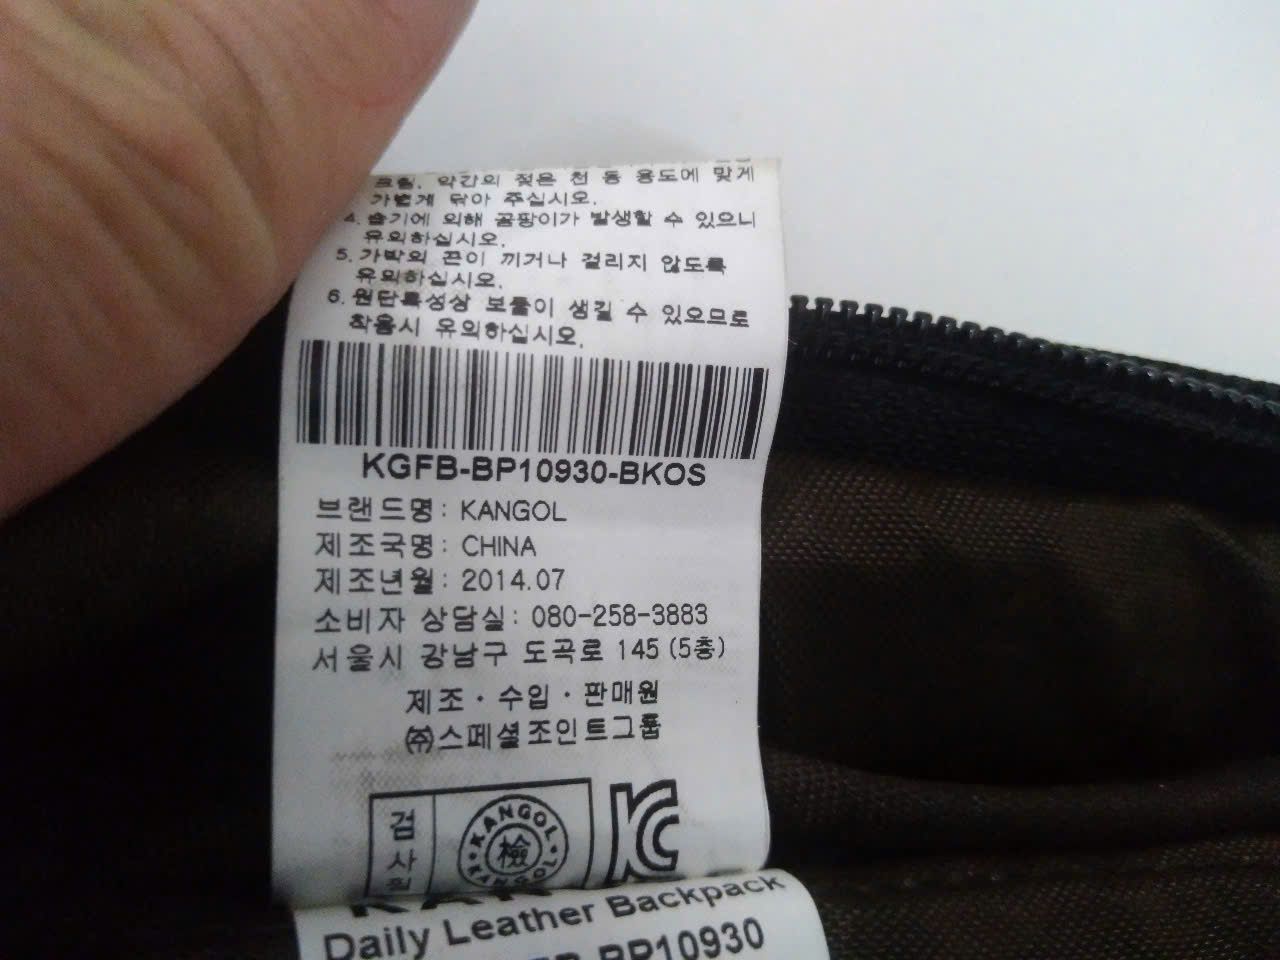 크림, 약간의 젖은 천 등 용도에 맞게
가볍게 닦아 주십시오.
4. 습기에 의해 곰팡이가 발생할 수 있으니
유의하십시오.
5. 가방의 끈이 끼거나 걸리지 않도록
유의하십시오.
6. 원단특성상 보풀이 생길 수 있으므로
착용시 유의하십시오.
KGFB-BP10930-BKOS
브랜드명: KANGOL
제조국명: CHINA
제조년월: 2014.07
소비자 상담실: 080-258-3883
서울시 강남구 도곡로 145 (5층)
제조 · 수입 · 판매원
㈜스페셜조인트그룹
검사필
KANGOL
檢
KANGOL
Daily Leather Backpack
BP10930